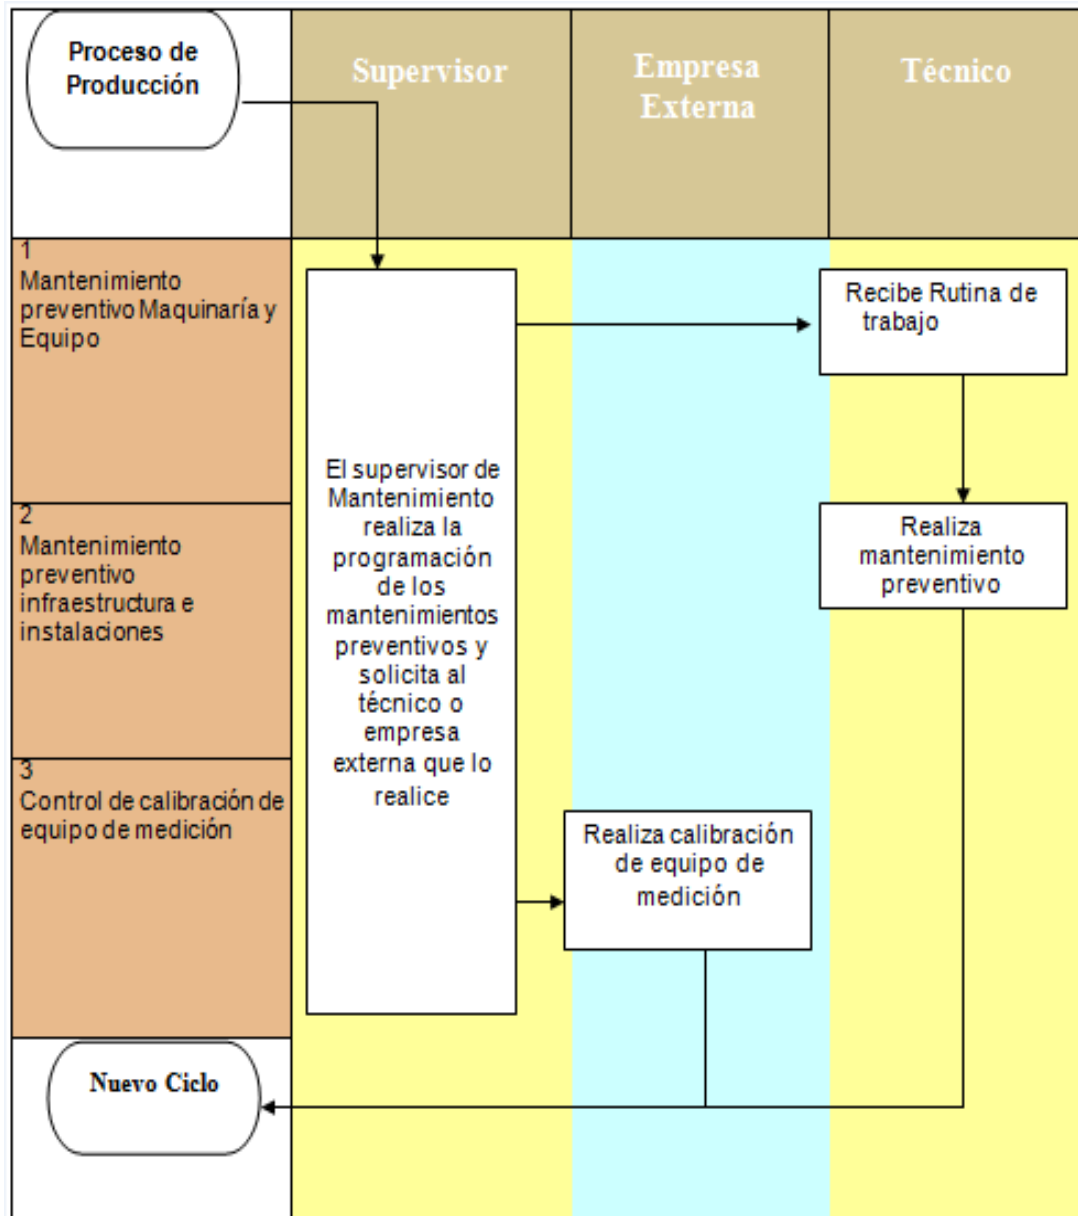 Proceso de
Producción
Supervisor
Empresa
Externa
Técnico
1
Mantenimiento
preventivo Maquinaría y
Equipo
2
Mantenimiento
preventivo
infraestructura e
instalaciones
3
Control de calibración de
equipo de medición
El supervisor de
Mantenimiento
realiza la
programación
de los
mantenimientos
preventivos y
solicita al
técnico o
empresa
externa que lo
realice
Recibe Rutina de
trabajo
Realiza
mantenimiento
preventivo
Realiza calibración
de equipo de
medición
Nuevo Ciclo